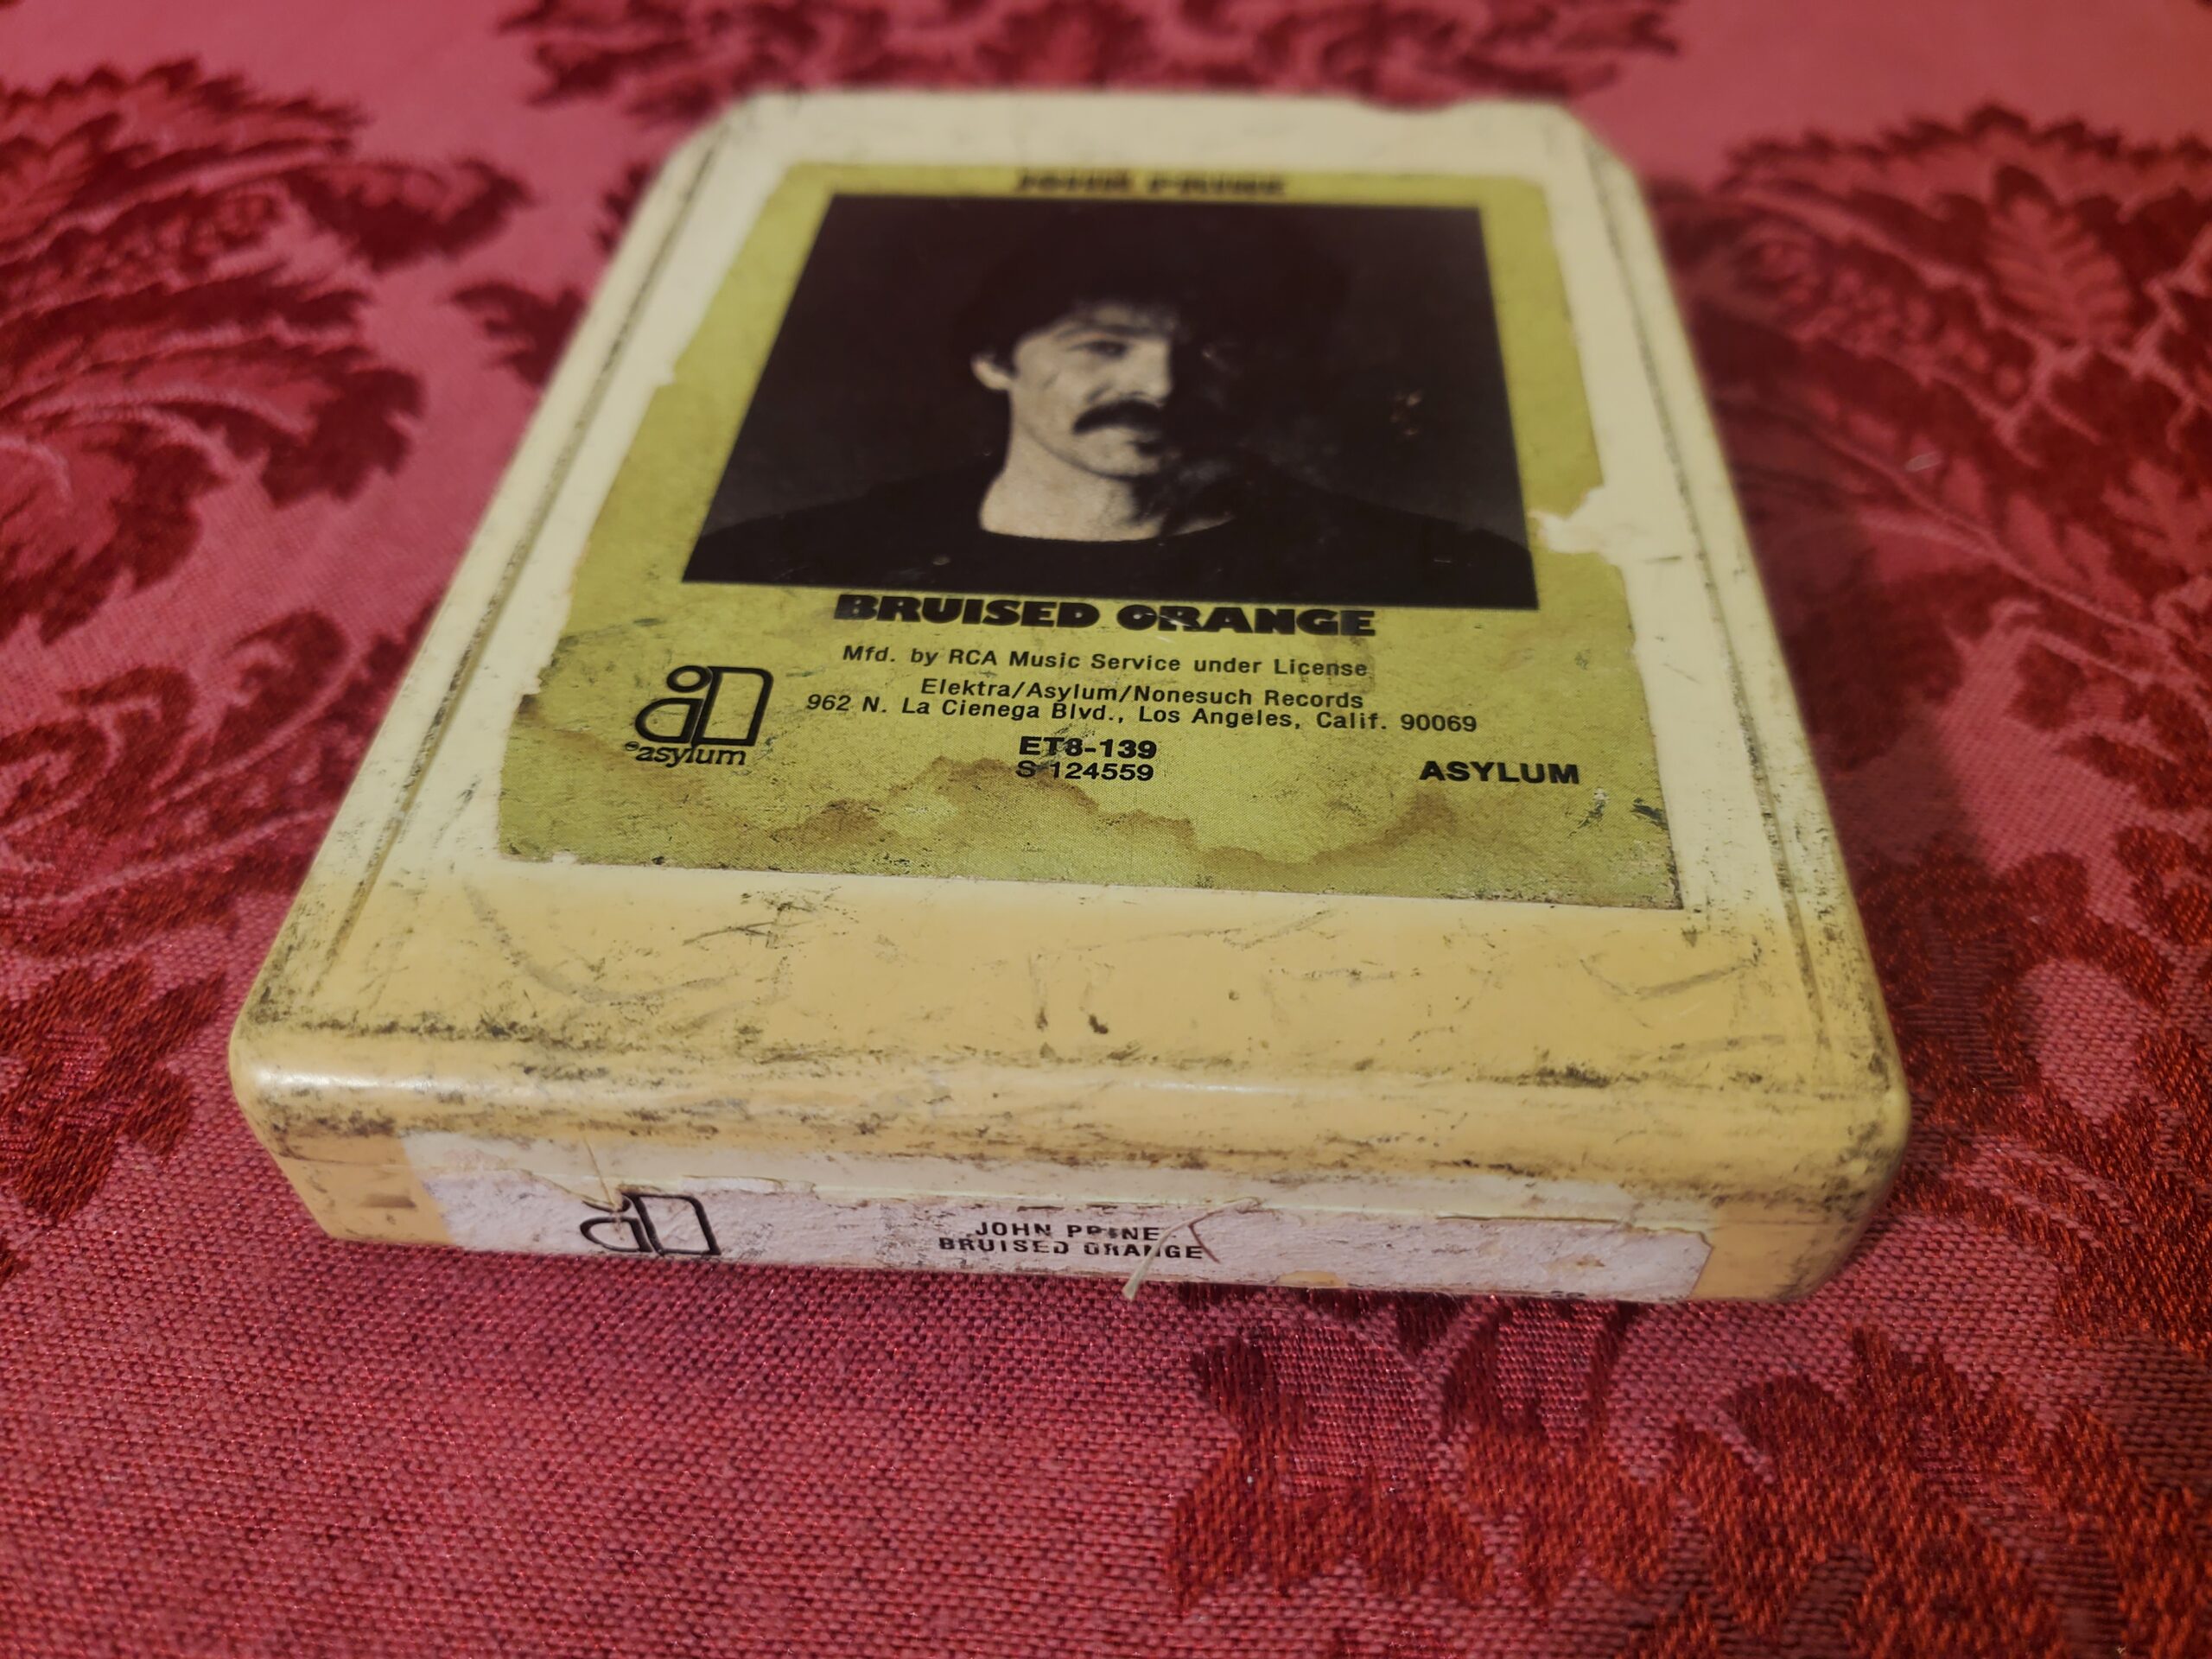 JOHN PRINE
BRUISED ORANGE
Mfd. by RCA Music Service under License
Elektra/Asylum/Nonesuch Records
962 N. La Cienega Blvd., Los Angeles, Calif. 90069
asylum
ET8-139
S 124559
ASYLUM
JOHN PRINE
BRUISED ORANGE